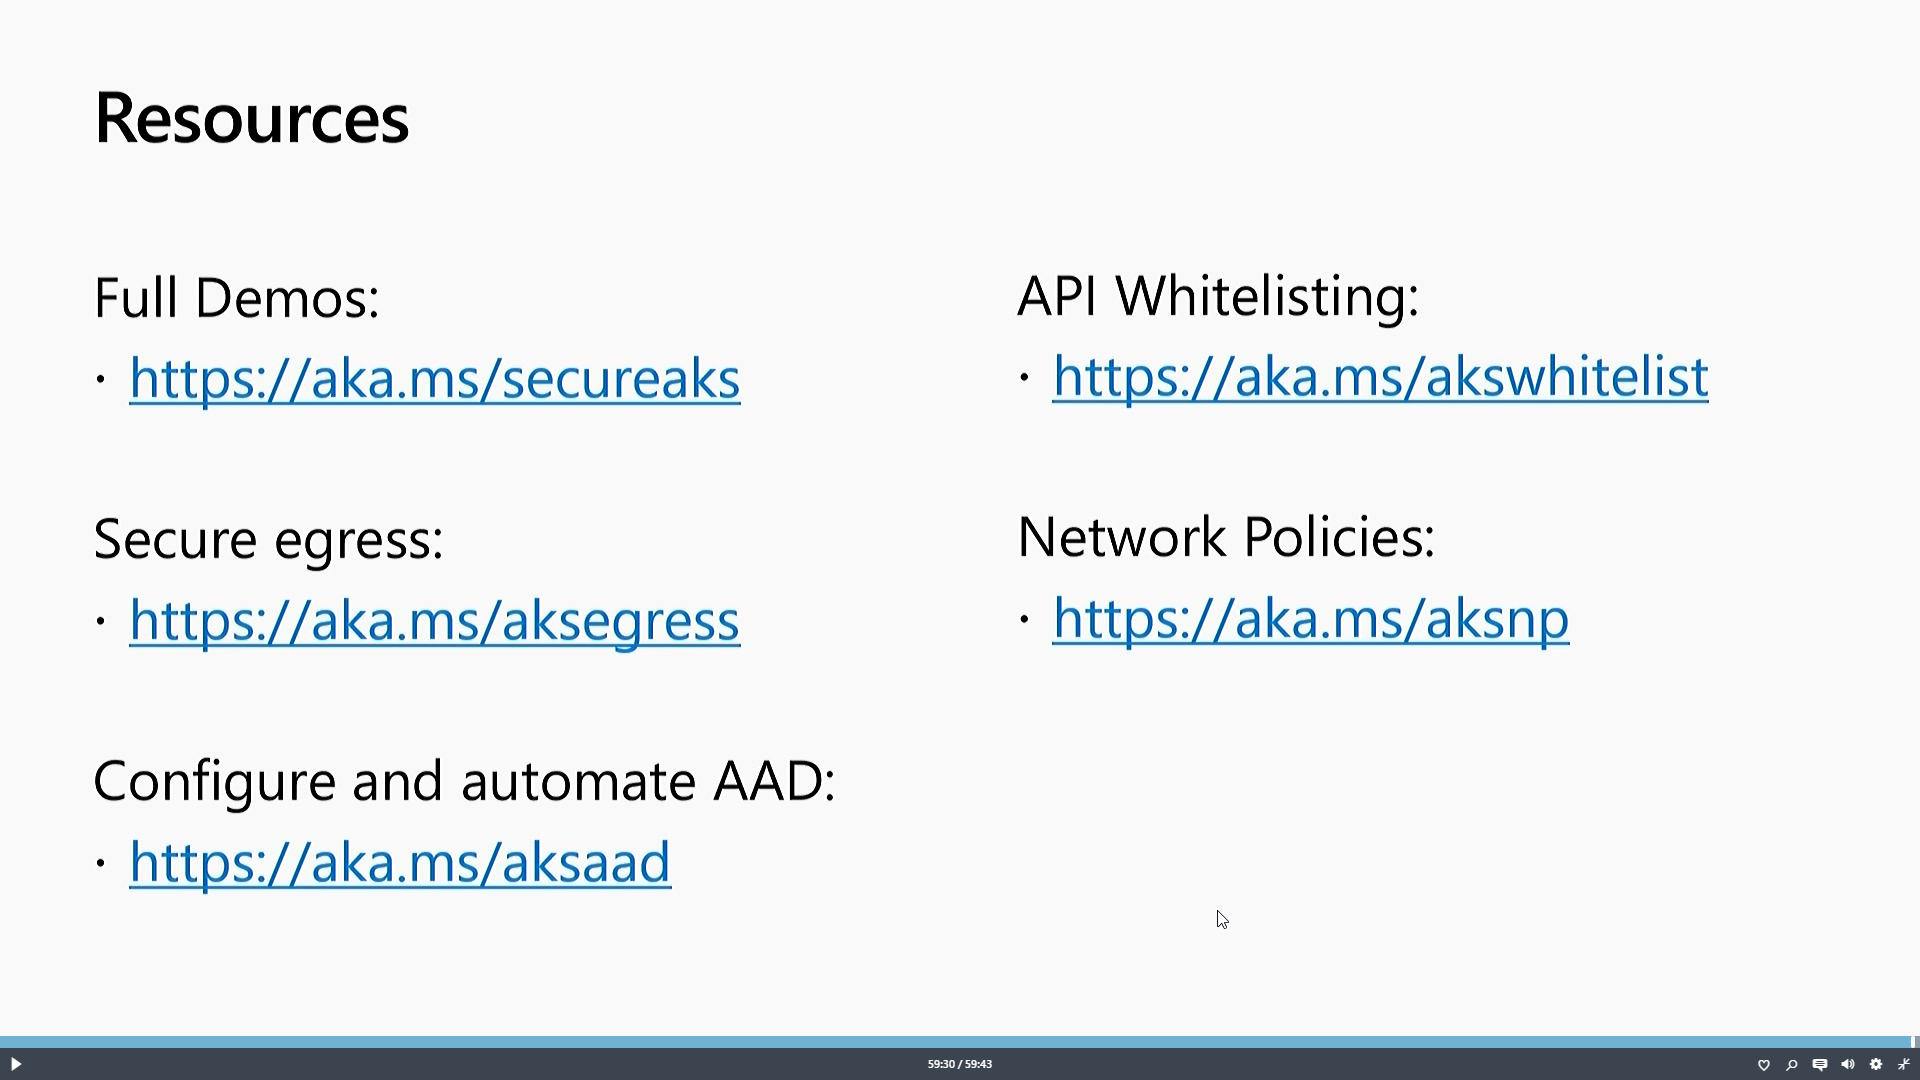 Resources
Full Demos:
· https://aka.ms/secureaks
Secure egress:
· https://aka.ms/aksegress
Configure and automate AAD:
· https://aka.ms/aksaad
API Whitelisting:
· https://aka.ms/akswhitelist
Network Policies:
· https://aka.ms/aksnp
59:30 / 59:43